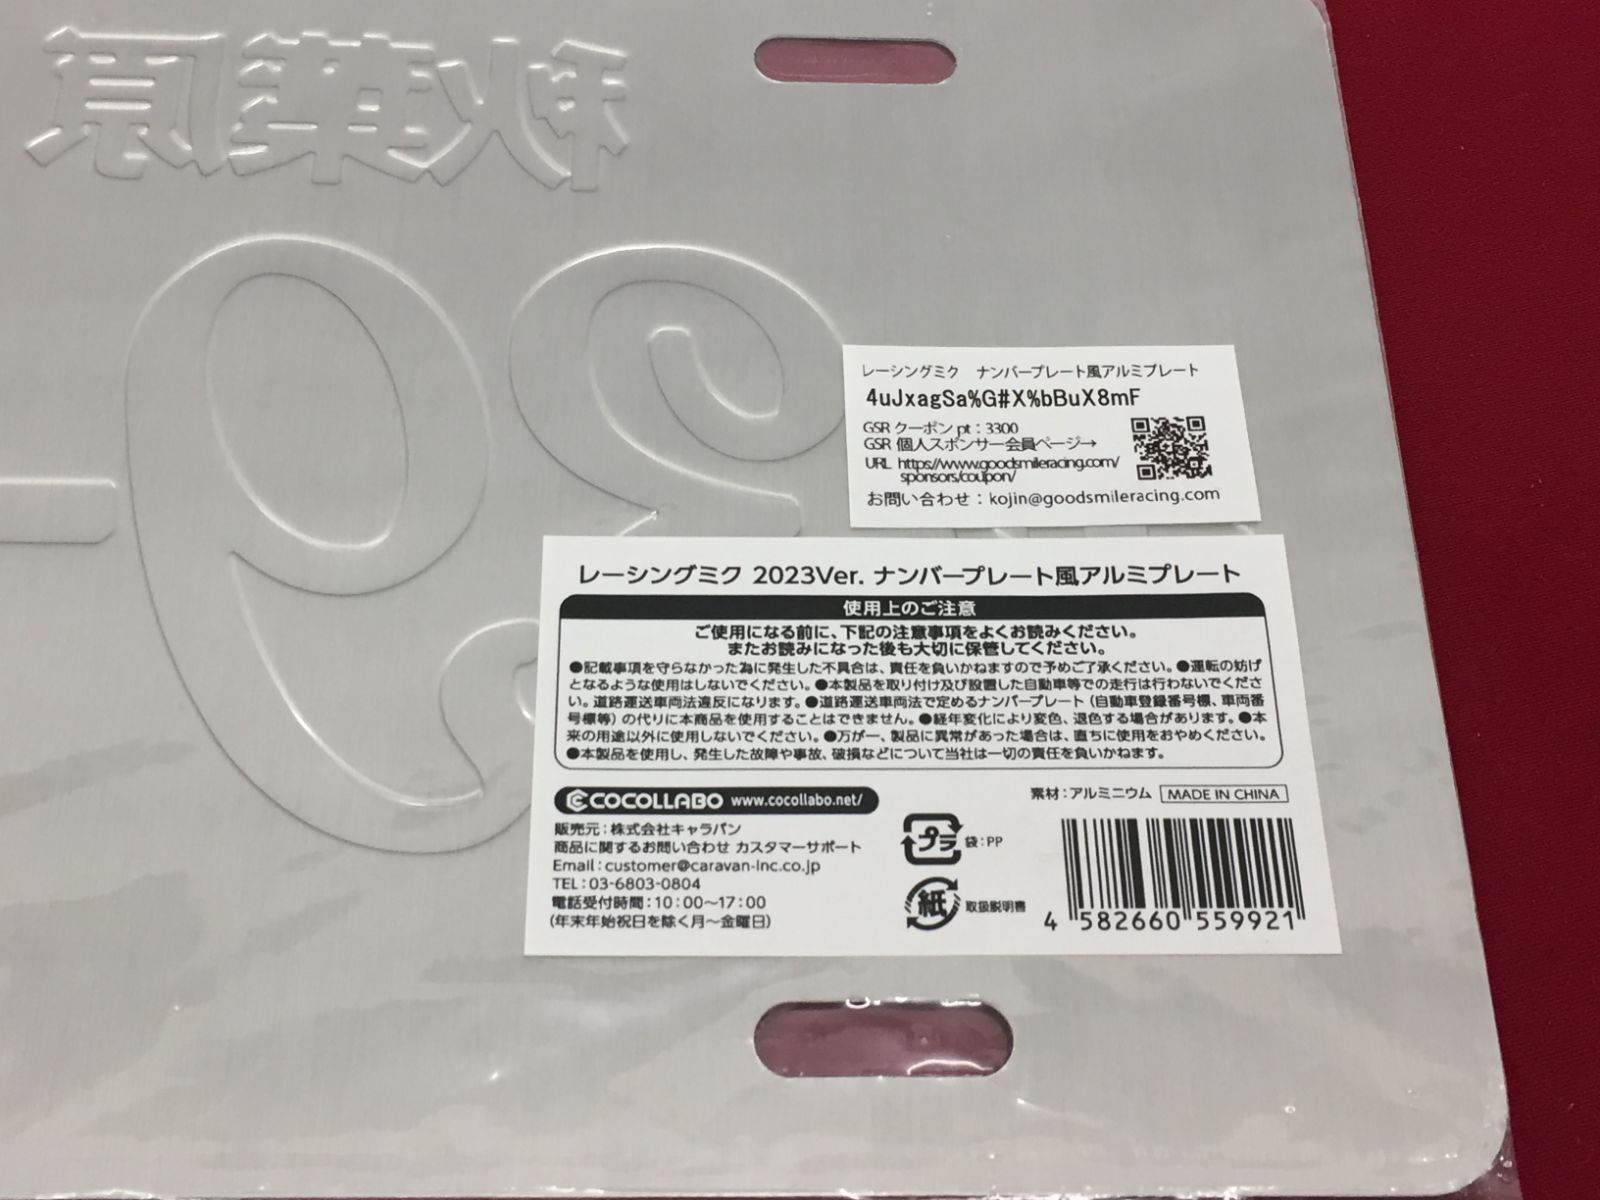 レーシングミク ナンバープレート風アルミプレート
4uJxagSa%G#X%bBuX8mF
GSR クーポン pt：3300
GSR 個人スポンサー会員ページ→
URL https://www.goodsmileracing.com/
sponsors/coupon/
お問い合わせ：kojin@goodsmileracing.com
レーシングミク 2023Ver. ナンバープレート風アルミプレート
使用上のご注意
ご使用になる前に、下記の注意事項をよくお読みください。
またお読みになった後も大切に保管してください。
●記載事項を守らなかった為に発生した不具合は、責任を負いかねますので予めご了承ください。●運転の妨げ
となるような使用はしないでください。●本製品を取り付け及び設置した自動車等での走行は行わないでくださ
い。道路運送車両法違反になります。●道路運送車両法で定めるナンバープレート（自動車登録番号標、車両番
号標等）の代りに本商品を使用することはできません。●経年変化により変色、退色する場合があります。●本
来の用途以外に使用しないでください。●万が一、製品に異常があった場合は、直ちに使用をおやめください。
●本製品を使用し、発生した故障や事故、破損などについて当社は一切の責任を負いかねます。
COCOLLABO www.cocollabo.net/
販売元：株式会社キャラバン
商品に関するお問い合わせ カスタマーサポート
Email：customer@caravan-inc.co.jp
TEL：03-6803-0804
電話受付時間：10：00～17：00
（年末年始祝日を除く月～金曜日）
プラ 袋：PP
紙 取扱説明書
素材：アルミニウム MADE IN CHINA
4 582660 559921